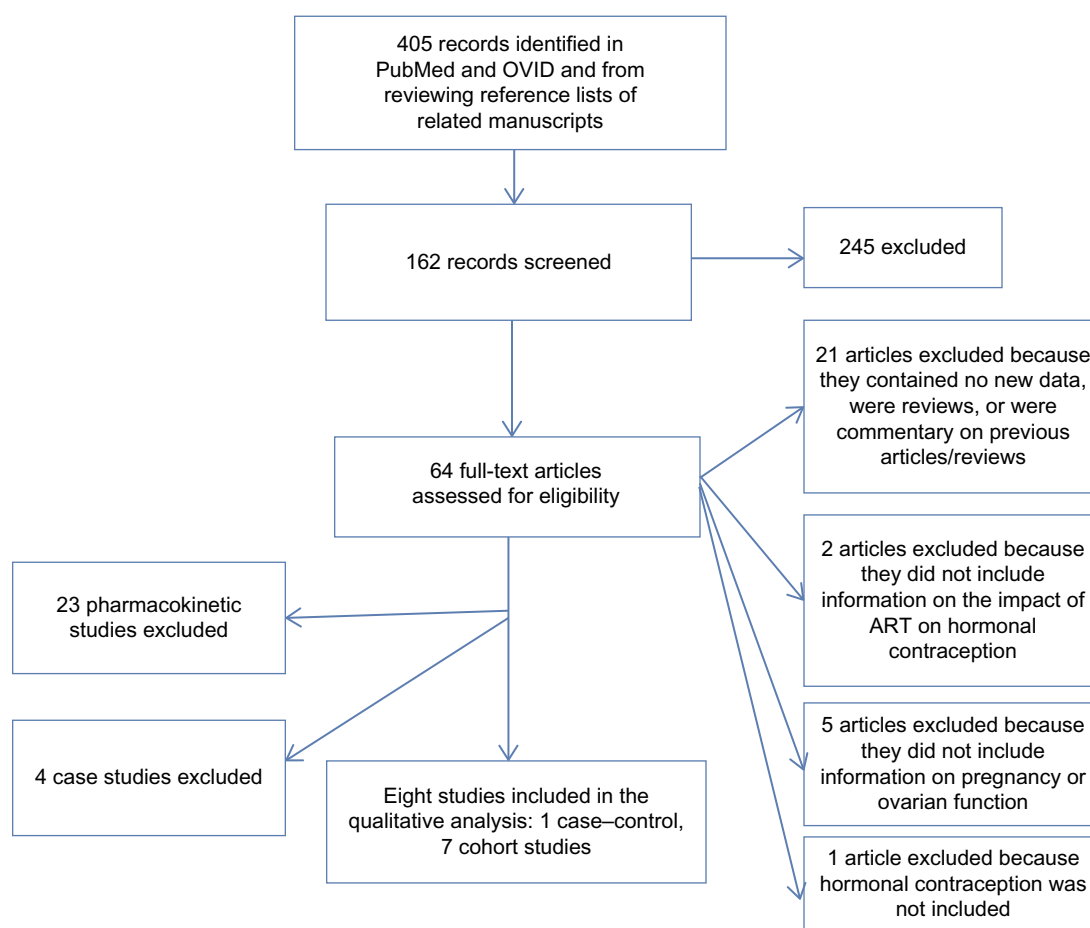 405 records identified in
PubMed and OVID and from
reviewing reference lists of
related manuscripts
162 records screened
245 excluded
21 articles excluded because
they contained no new data,
were reviews, or were
commentary on previous
articles/reviews
64 full-text articles
assessed for eligibility
2 articles excluded because
they did not include
information on the impact of
ART on hormonal
contraception
23 pharmacokinetic
studies excluded
5 articles excluded because
they did not include
information on pregnancy or
ovarian function
4 case studies excluded
Eight studies included in the
qualitative analysis: 1 case–control,
7 cohort studies
1 article excluded because
hormonal contraception was
not included